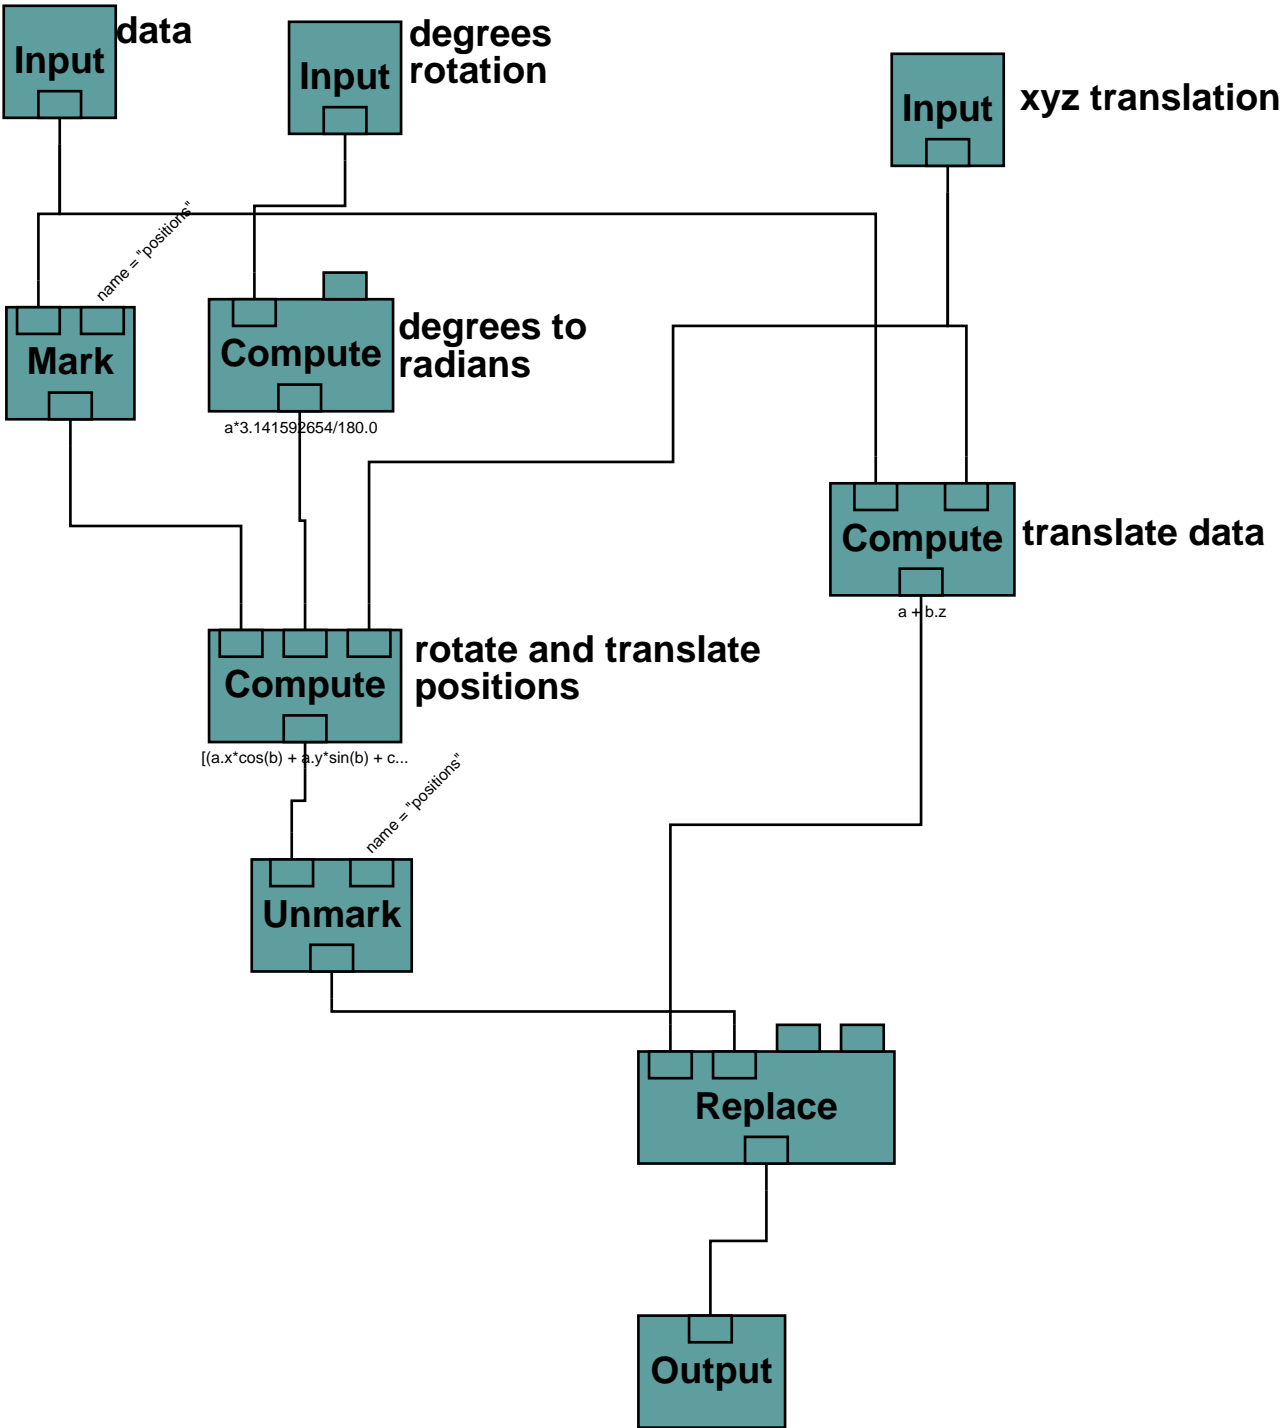 data
Input
degrees
rotation
Input
xyz translation
Input
name = "positions"
Mark
degrees to
radians
Compute
a*3.141592654/180.0
Compute
translate data
a + b.z
rotate and translate
positions
Compute
[(a.x*cos(b) + a.y*sin(b) + c...
name = "positions"
Unmark
Replace
Output